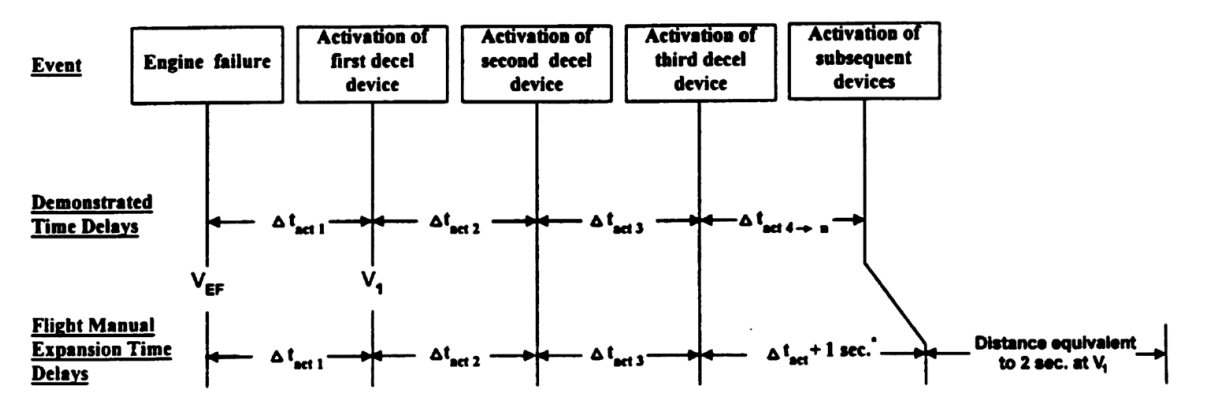 Event
Engine failure
Activation of
first decel
device
Activation of
second decel
device
Activation of
third decel
device
Activation of
subsequent
devices
Demonstrated
Time Delays
Δ t act 1
Δ t act 2
Δ t act 3
Δ t act 4→ n
V EF
V 1
Flight Manual
Expansion Time
Delays
Δ t act 1
Δ t act 2
Δ t act 3
Δ t act + 1 sec.*
Distance equivalent
to 2 sec. at V1